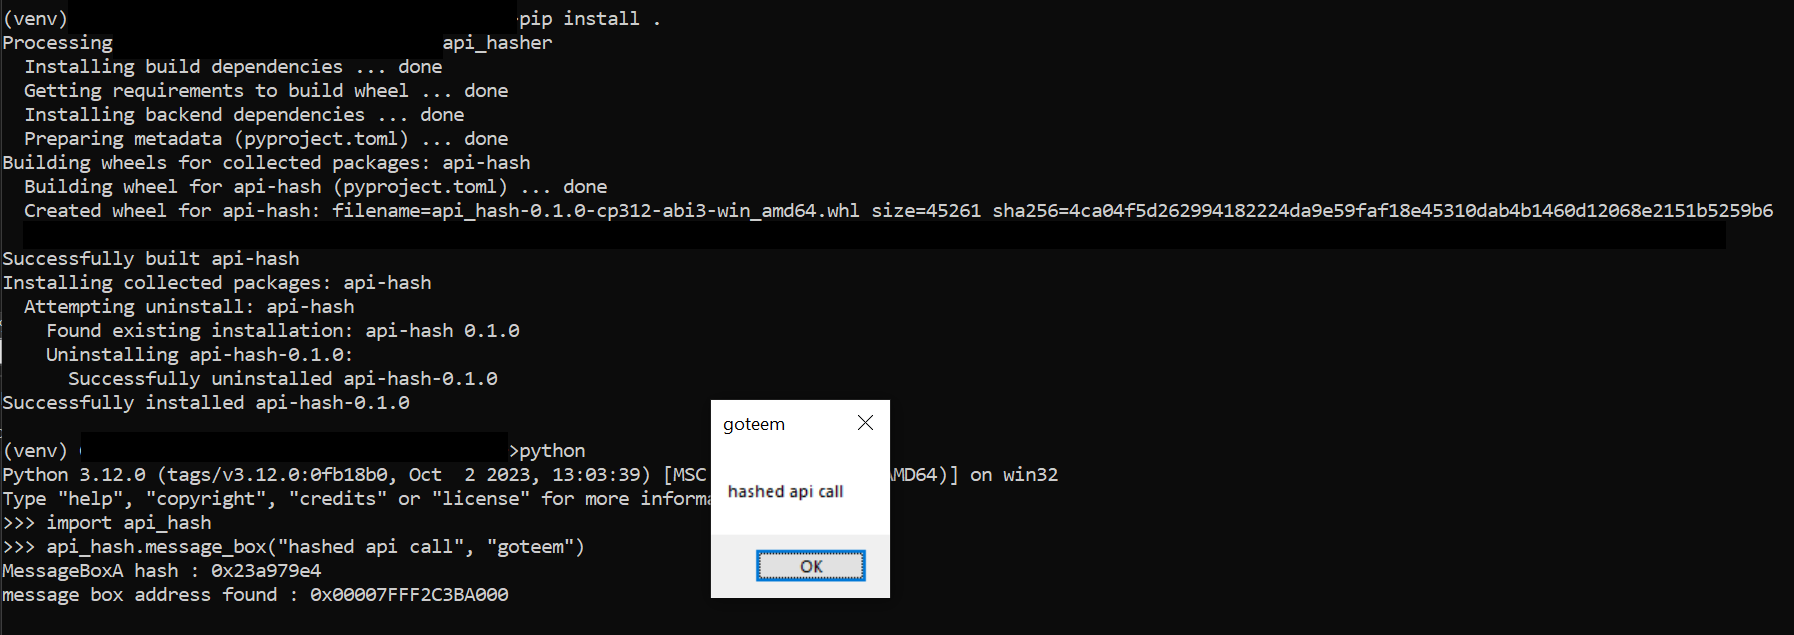 (venv) >pip install .
Processing api_hasher
Installing build dependencies ... done
Getting requirements to build wheel ... done
Installing backend dependencies ... done
Preparing metadata (pyproject.toml) ... done
Building wheels for collected packages: api-hash
Building wheel for api-hash (pyproject.toml) ... done
Created wheel for api-hash: filename=api_hash-0.1.0-cp312-abi3-win_amd64.whl size=45261 sha256=4ca04f5d262994182224da9e59faf18e45310dab4b1460d12068e2151b5259b6
Successfully built api-hash
Installing collected packages: api-hash
Attempting uninstall: api-hash
Found existing installation: api-hash 0.1.0
Uninstalling api-hash-0.1.0:
Successfully uninstalled api-hash-0.1.0
Successfully installed api-hash-0.1.0
(venv) >python
Python 3.12.0 (tags/v3.12.0:0fb18b0, Oct  2 2023, 13:03:39) [MSC AMD64)] on win32
Type "help", "copyright", "credits" or "license" for more informa
>>> import api_hash
>>> api_hash.message_box("hashed api call", "goteem")
MessageBoxA hash : 0x23a979e4
message box address found : 0x00007FFF2C3BA000
goteem
hashed api call
OK